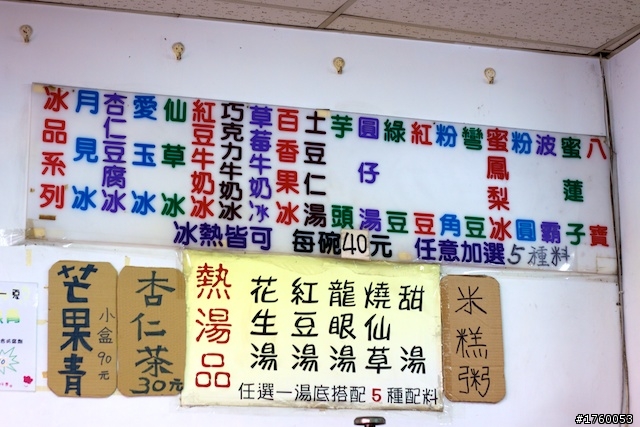 冰品系列
月見冰
杏仁豆腐冰
愛玉冰
仙草冰
紅豆牛奶冰
巧克力牛奶冰
草莓牛奶冰
百香果冰
土豆仁湯
芋頭
圓仔湯
綠豆
紅豆
粉角
彎豆
蜜鳳梨冰
粉圓
波霸
蜜蓮子
八寶
冰熱皆可 每碗40元 任意加選5種料
芒果青
小盒90元
杏仁茶
30元
熱湯品
花生湯
紅豆湯
龍眼湯
燒仙草
甜湯
任選一湯底搭配5種配料
米糕粥
#1760053